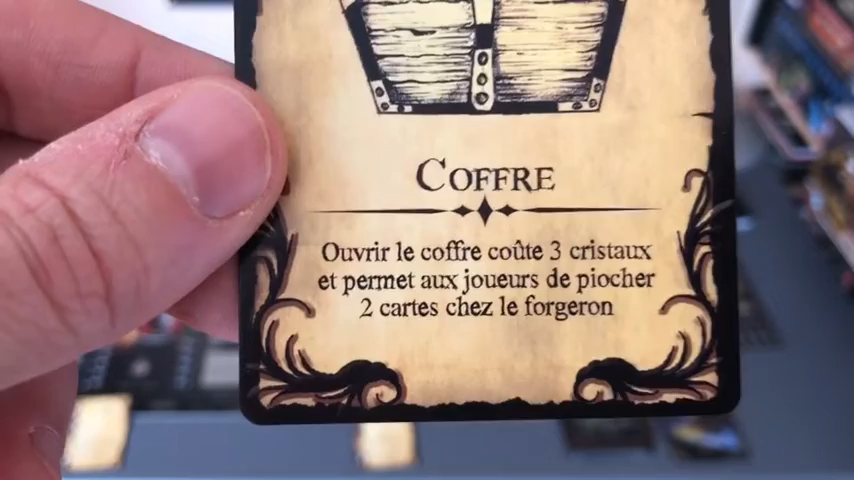 COFFRE
Ouvrir le coffre coûte 3 cristaux
et permet aux joueurs de piocher
2 cartes chez le forgeron